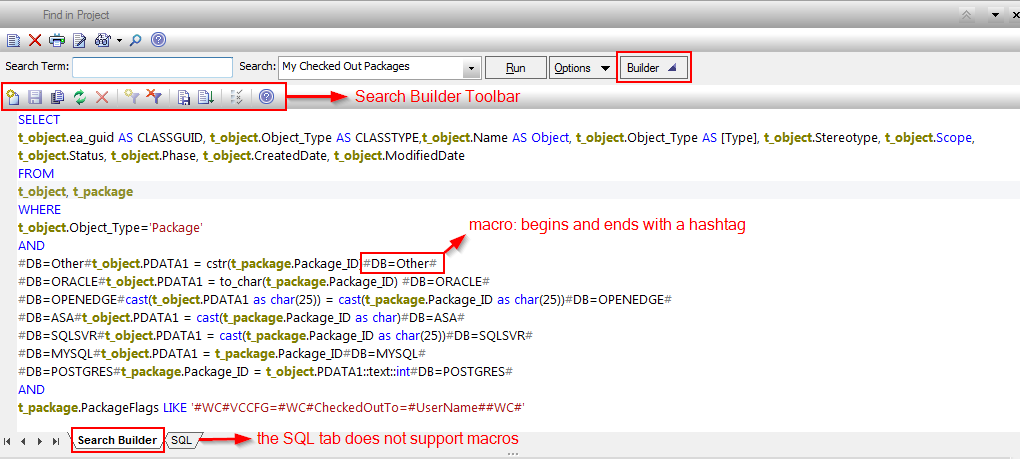 Find in Project
Search Term: Search: My Checked Out Packages Run Options Builder
Search Builder Toolbar
SELECT
t_object.ea_guid AS CLASSGUID, t_object.Object_Type AS CLASSTYPE,t_object.Name AS Object, t_object.Object_Type AS [Type], t_object.Stereotype, t_object.Scope,
t_object.Status, t_object.Phase, t_object.CreatedDate, t_object.ModifiedDate
FROM
t_object, t_package
WHERE
t_object.Object_Type='Package'
macro: begins and ends with a hashtag
AND
#DB=Other#t_object.PDATA1 = cstr(t_package.Package_ID)#DB=Other#
#DB=ORACLE#t_object.PDATA1 = to_char(t_package.Package_ID) #DB=ORACLE#
#DB=OPENEDGE#cast(t_object.PDATA1 as char(25)) = cast(t_package.Package_ID as char(25))#DB=OPENEDGE#
#DB=ASA#t_object.PDATA1 = cast(t_package.Package_ID as char)#DB=ASA#
#DB=SQLSVR#t_object.PDATA1 = cast(t_package.Package_ID as char(25))#DB=SQLSVR#
#DB=MYSQL#t_object.PDATA1 = t_package.Package_ID#DB=MYSQL#
#DB=POSTGRES#t_package.Package_ID = t_object.PDATA1::text::int#DB=POSTGRES#
AND
t_package.PackageFlags LIKE '#WC#VCCFG=#WC#CheckedOutTo=#UserName##WC#'
Search Builder SQL the SQL tab does not support macros